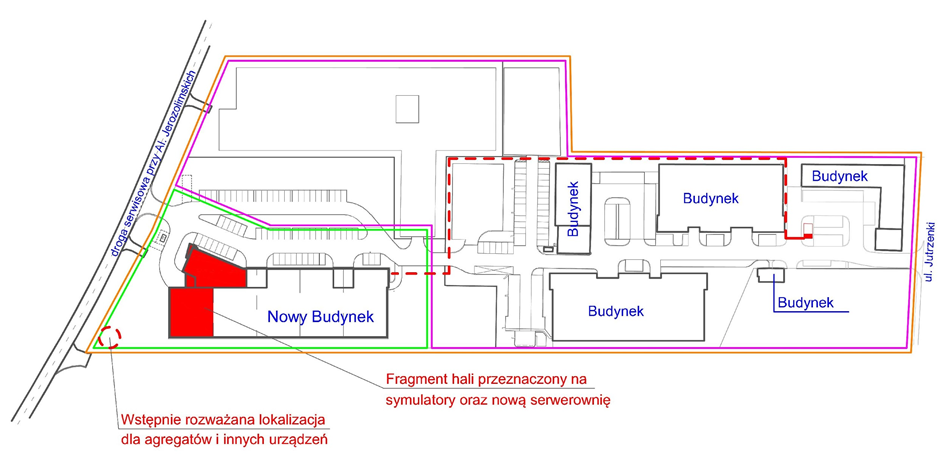 droga serwisowa przy Al. Jerozolimskich
Budynek
Budynek
Budynek
ul. Jutrzenki
Nowy Budynek
Budynek
Budynek
Fragment hali przeznaczony na
symulatory oraz nową serwerownię
Wstępnie rozważana lokalizacja
dla agregatów i innych urządzeń